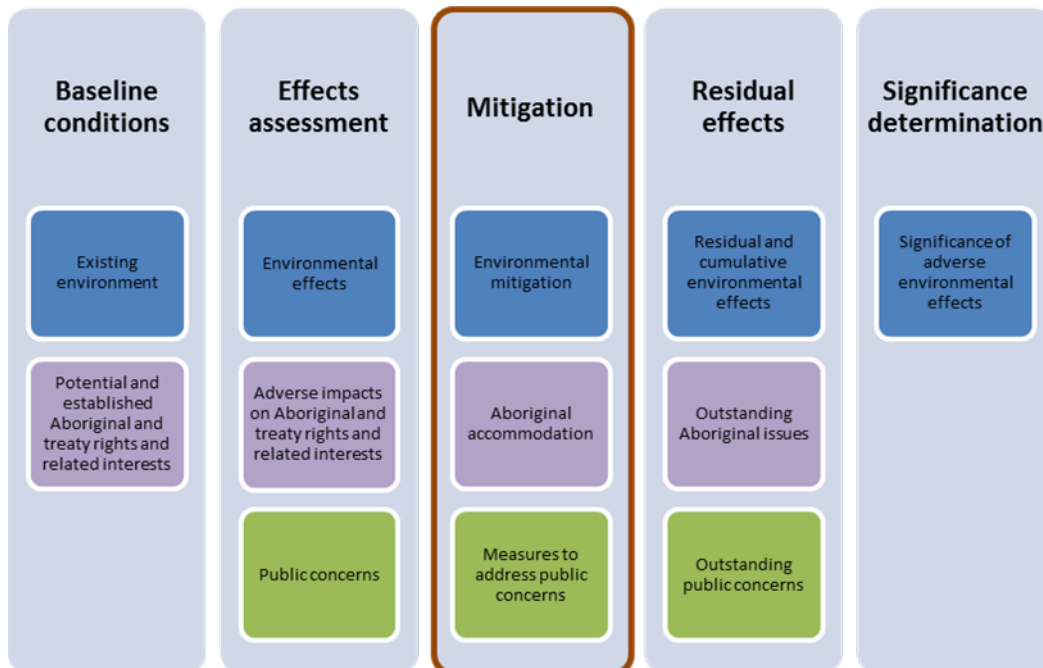 Baseline
conditions
Existing
environment
Potential and
established
Aboriginal and
treaty rights and
related interests
Effects
assessment
Environmental
effects
Adverse impacts
on Aboriginal and
treaty rights and
related interests
Public concerns
Mitigation
Environmental
mitigation
Aboriginal
accommodation
Measures to
address public
concerns
Residual
effects
Residual and
cumulative
environmental
effects
Outstanding
Aboriginal issues
Outstanding
public concerns
Significance
determination
Significance of
adverse
environmental
effects